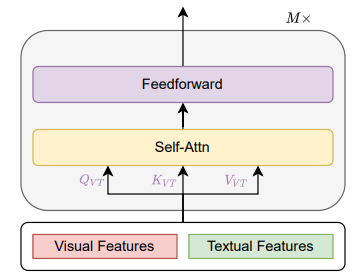 M×
Feedforward
Self-Attn
Q_VT K_VT V_VT
Visual Features Textual Features